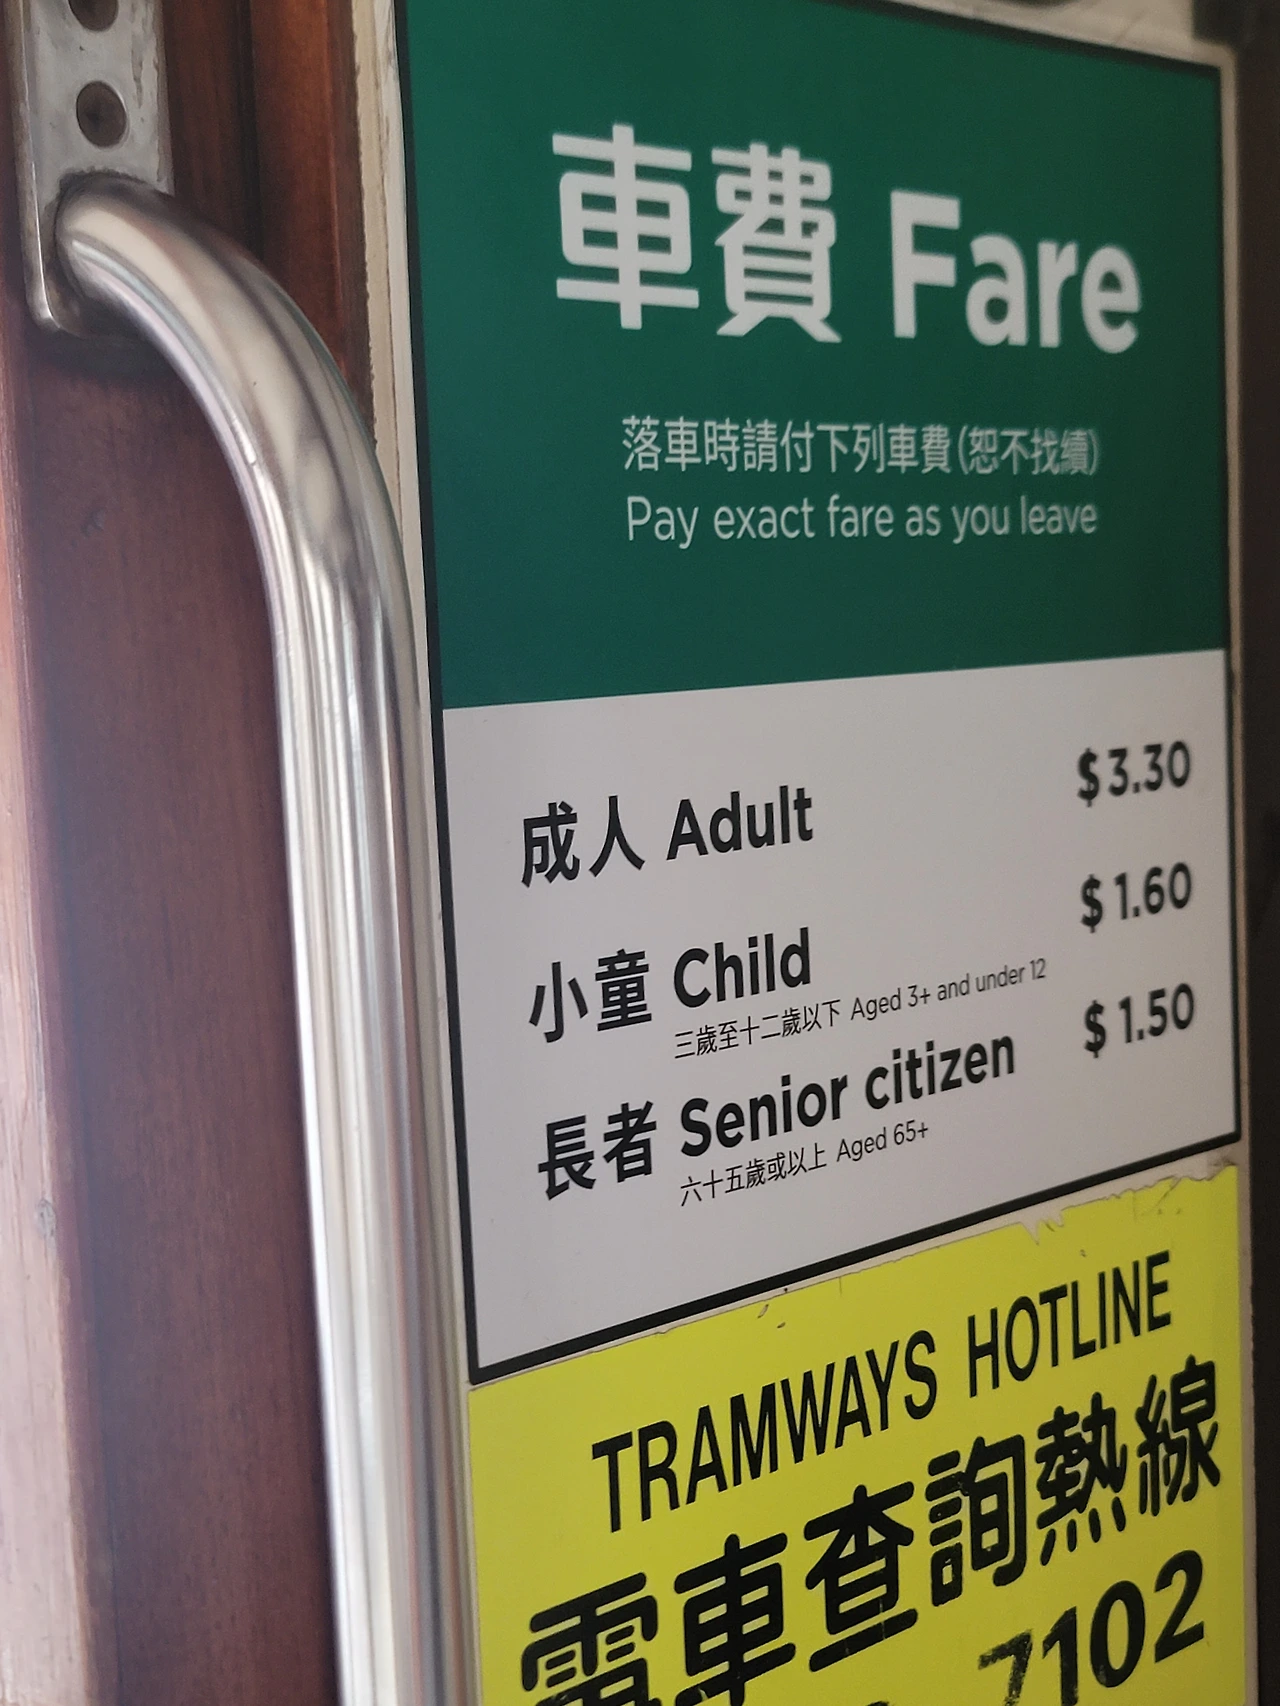 車費 Fare
落車時請付下列車費(恕不找續)
Pay exact fare as you leave
成人 Adult $3.30
小童 Child $1.60
三歲至十二歲以下 Aged 3+ and under 12
長者 Senior citizen $1.50
六十五歲或以上 Aged 65+
TRAMWAYS HOTLINE
電車查詢熱線
7102